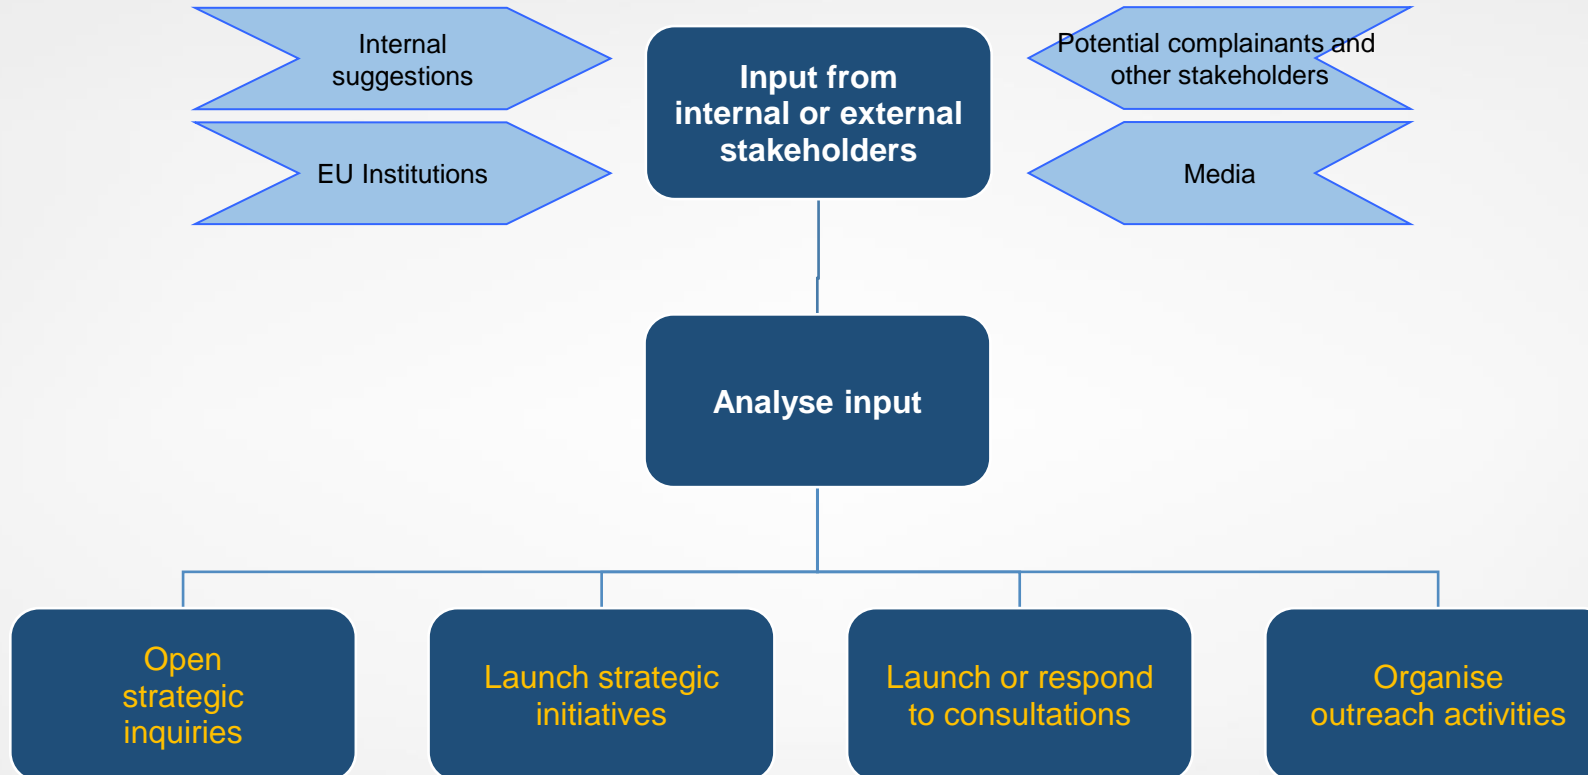 Internal
suggestions
EU Institutions
Input from
internal or external
stakeholders
Potential complainants and
other stakeholders
Media
Analyse input
Open
strategic
inquiries
Launch strategic
initiatives
Launch or respond
to consultations
Organise
outreach activities